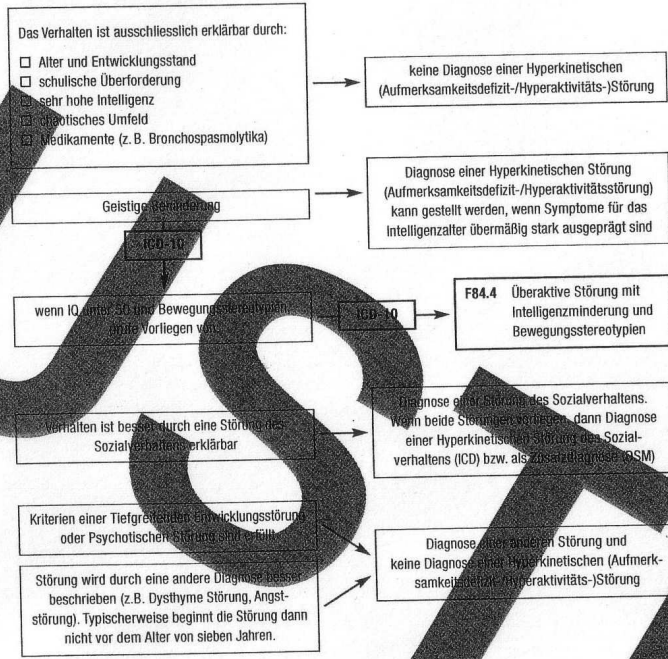 Das Verhalten ist ausschliesslich erklärbar durch:
☐ Alter und Entwicklungsstand
☐ schulische Überforderung
☐ sehr hohe Intelligenz
☐ chaotisches Umfeld
☐ Medikamente (z. B. Bronchospasmolytika)
keine Diagnose einer Hyperkinetischen
(Aufmerksamkeitsdefizit-/Hyperaktivitäts-)Störung
Geistige Behinderung
Diagnose einer Hyperkinetischen Störung
(Aufmerksamkeitsdefizit-/Hyperaktivitätsstörung)
kann gestellt werden, wenn Symptome für das
Intelligenzalter übermäßig stark ausgeprägt sind
ICD-10
wenn IQ unter 50 und Bewegungsstereotypien:
prüfe Vorliegen von
ICD-10
F84.4 Überaktive Störung mit
Intelligenzminderung und
Bewegungsstereotypien
Verhalten ist besser durch eine Störung des
Sozialverhaltens erklärbar
Diagnose einer Störung des Sozialverhaltens.
Wenn beide Störungen vorliegen, dann Diagnose
einer Hyperkinetischen Störung des Sozial-
verhaltens (ICD) bzw. als Zusatzdiagnose (DSM)
Kriterien einer Tiefgreifenden Entwicklungsstörung
oder Psychotischen Störung sind erfüllt
Störung wird durch eine andere Diagnose besser
beschrieben (z.B. Dysthyme Störung, Angst-
störung). Typischerweise beginnt die Störung dann
nicht vor dem Alter von sieben Jahren.
Diagnose einer anderen Störung und
keine Diagnose einer Hyperkinetischen (Aufmerk-
samkeitsdefizit-/Hyperaktivitäts-)Störung
UST